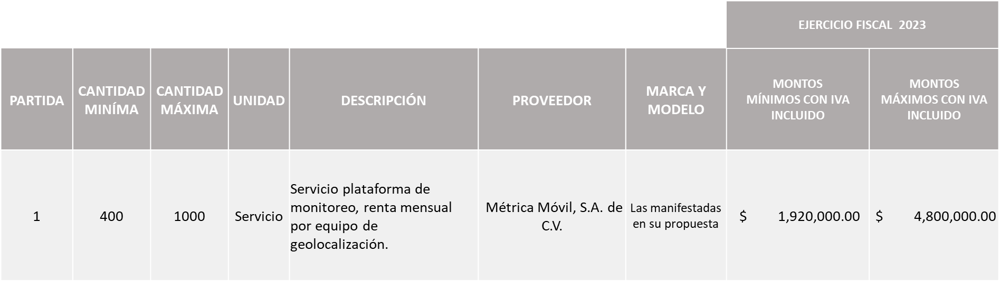 EJERCICIO FISCAL  2023
PARTIDA
CANTIDAD
MINÍMA
CANTIDAD
MÁXIMA
UNIDAD
DESCRIPCIÓN
PROVEEDOR
MARCA Y
MODELO
MONTOS
MÍNIMOS CON IVA
INCLUIDO
MONTOS
MÁXIMOS CON IVA
INCLUIDO
1
400
1000
Servicio
Servicio plataforma de
monitoreo, renta mensual
por equipo de
geolocalización.
Métrica Móvil, S.A. de
C.V.
Las manifestadas
en su propuesta
$ 1,920,000.00
$ 4,800,000.00